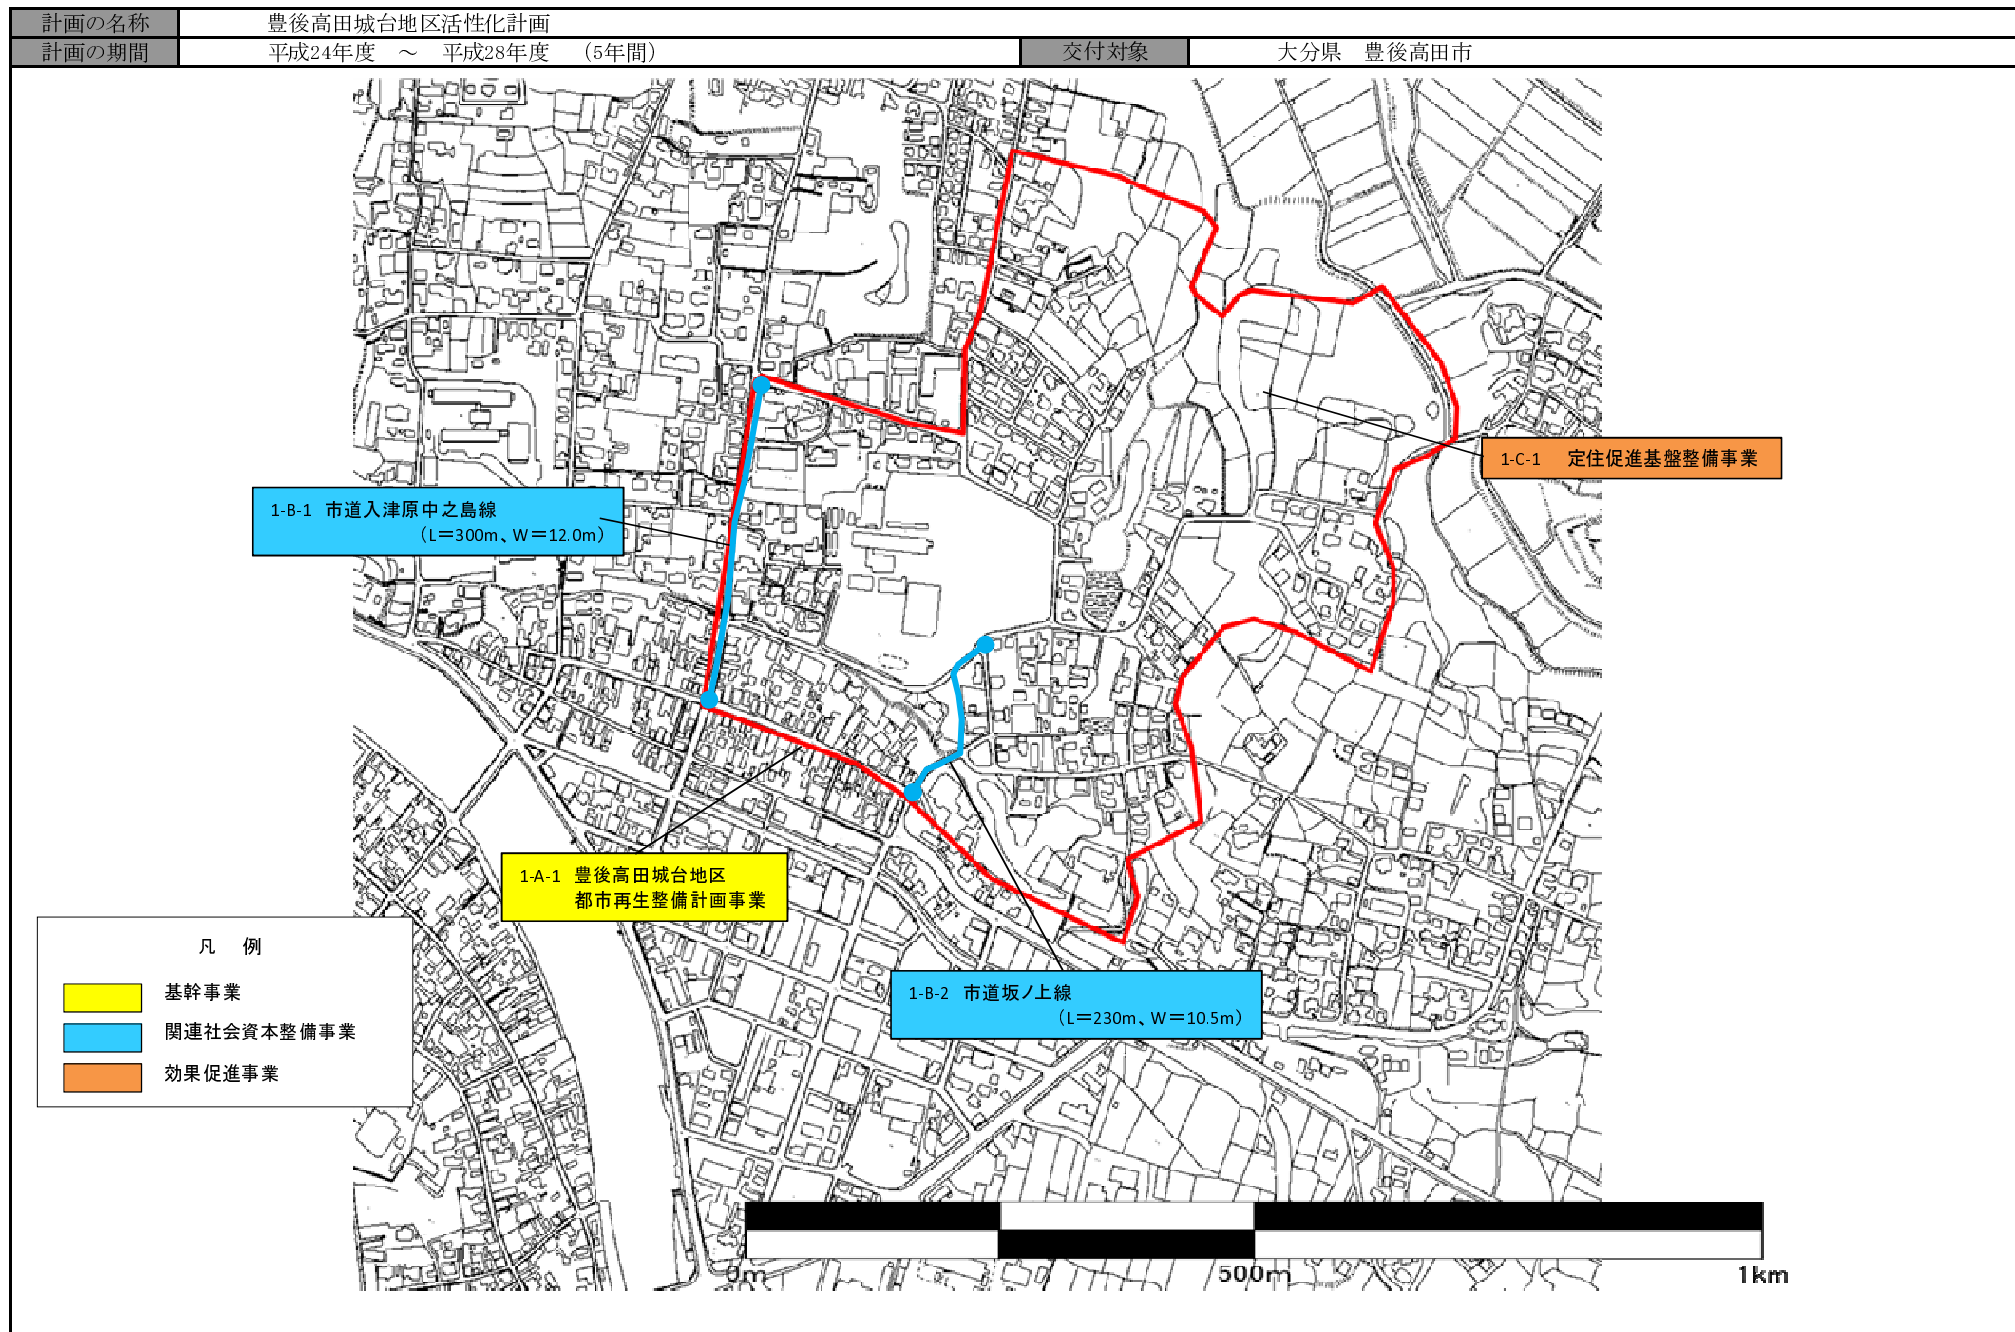 計画の名称 豊後高田城台地区活性化計画
計画の期間 平成24年度 ～ 平成28年度 （5年間） 交付対象 大分県 豊後高田市
1-C-1 定住促進基盤整備事業
1-B-1 市道入津原中之島線
（L＝300m、W＝12.0m）
1-A-1 豊後高田城台地区
都市再生整備計画事業
凡 例
基幹事業
関連社会資本整備事業
効果促進事業
1-B-2 市道坂ノ上線
（L＝230m、W＝10.5m）
0m 500m 1km